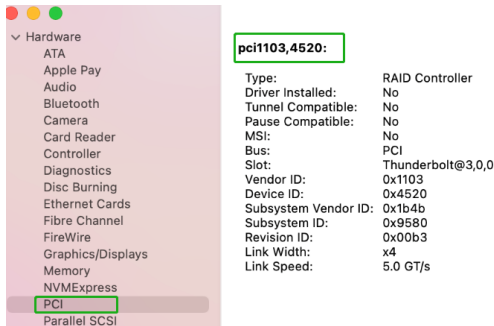 Hardware
ATA
Apple Pay
Audio
Bluetooth
Camera
Card Reader
Controller
Diagnostics
Disc Burning
Ethernet Cards
Fibre Channel
FireWire
Graphics/Displays
Memory
NVMExpress
PCI
Parallel SCSI
pci1103,4520:
Type: RAID Controller
Driver Installed: No
Tunnel Compatible: No
Pause Compatible: No
MSI: No
Bus: PCI
Slot: Thunderbolt@3,0,0
Vendor ID: 0x1103
Device ID: 0x4520
Subsystem Vendor ID: 0x1b4b
Subsystem ID: 0x9580
Revision ID: 0x00b3
Link Width: x4
Link Speed: 5.0 GT/s